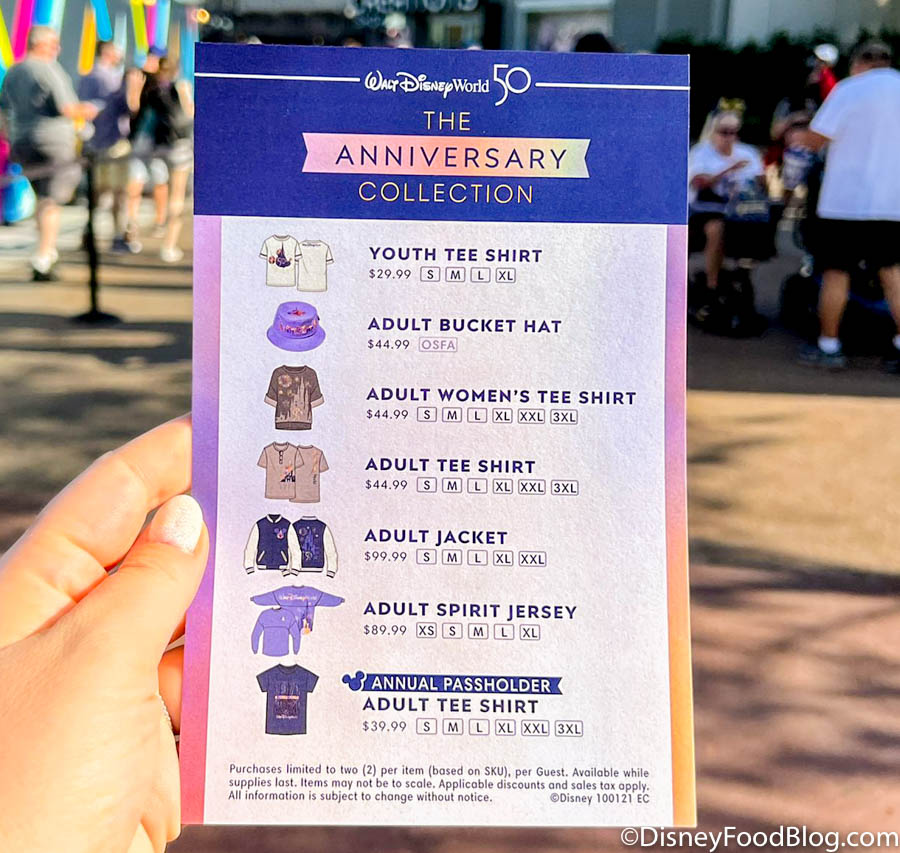 WALT DISNEY World 50
THE
ANNIVERSARY
COLLECTION
YOUTH TEE SHIRT
$29.99 S M L XL
ADULT BUCKET HAT
$44.99 OSFA
ADULT WOMEN'S TEE SHIRT
$44.99 S M L XL XXL 3XL
ADULT TEE SHIRT
$44.99 S M L XL XXL 3XL
ADULT JACKET
$99.99 S M L XL XXL
ADULT SPIRIT JERSEY
$89.99 XS S M L XL
ANNUAL PASSHOLDER
ADULT TEE SHIRT
$39.99 S M L XL XXL 3XL
Purchases limited to two (2) per item (based on SKU), per Guest. Available while
supplies last. Items may not be to scale. Applicable discounts and sales tax apply.
All information is subject to change without notice. ©Disney 100121 EC
©DisneyFoodBlog.com